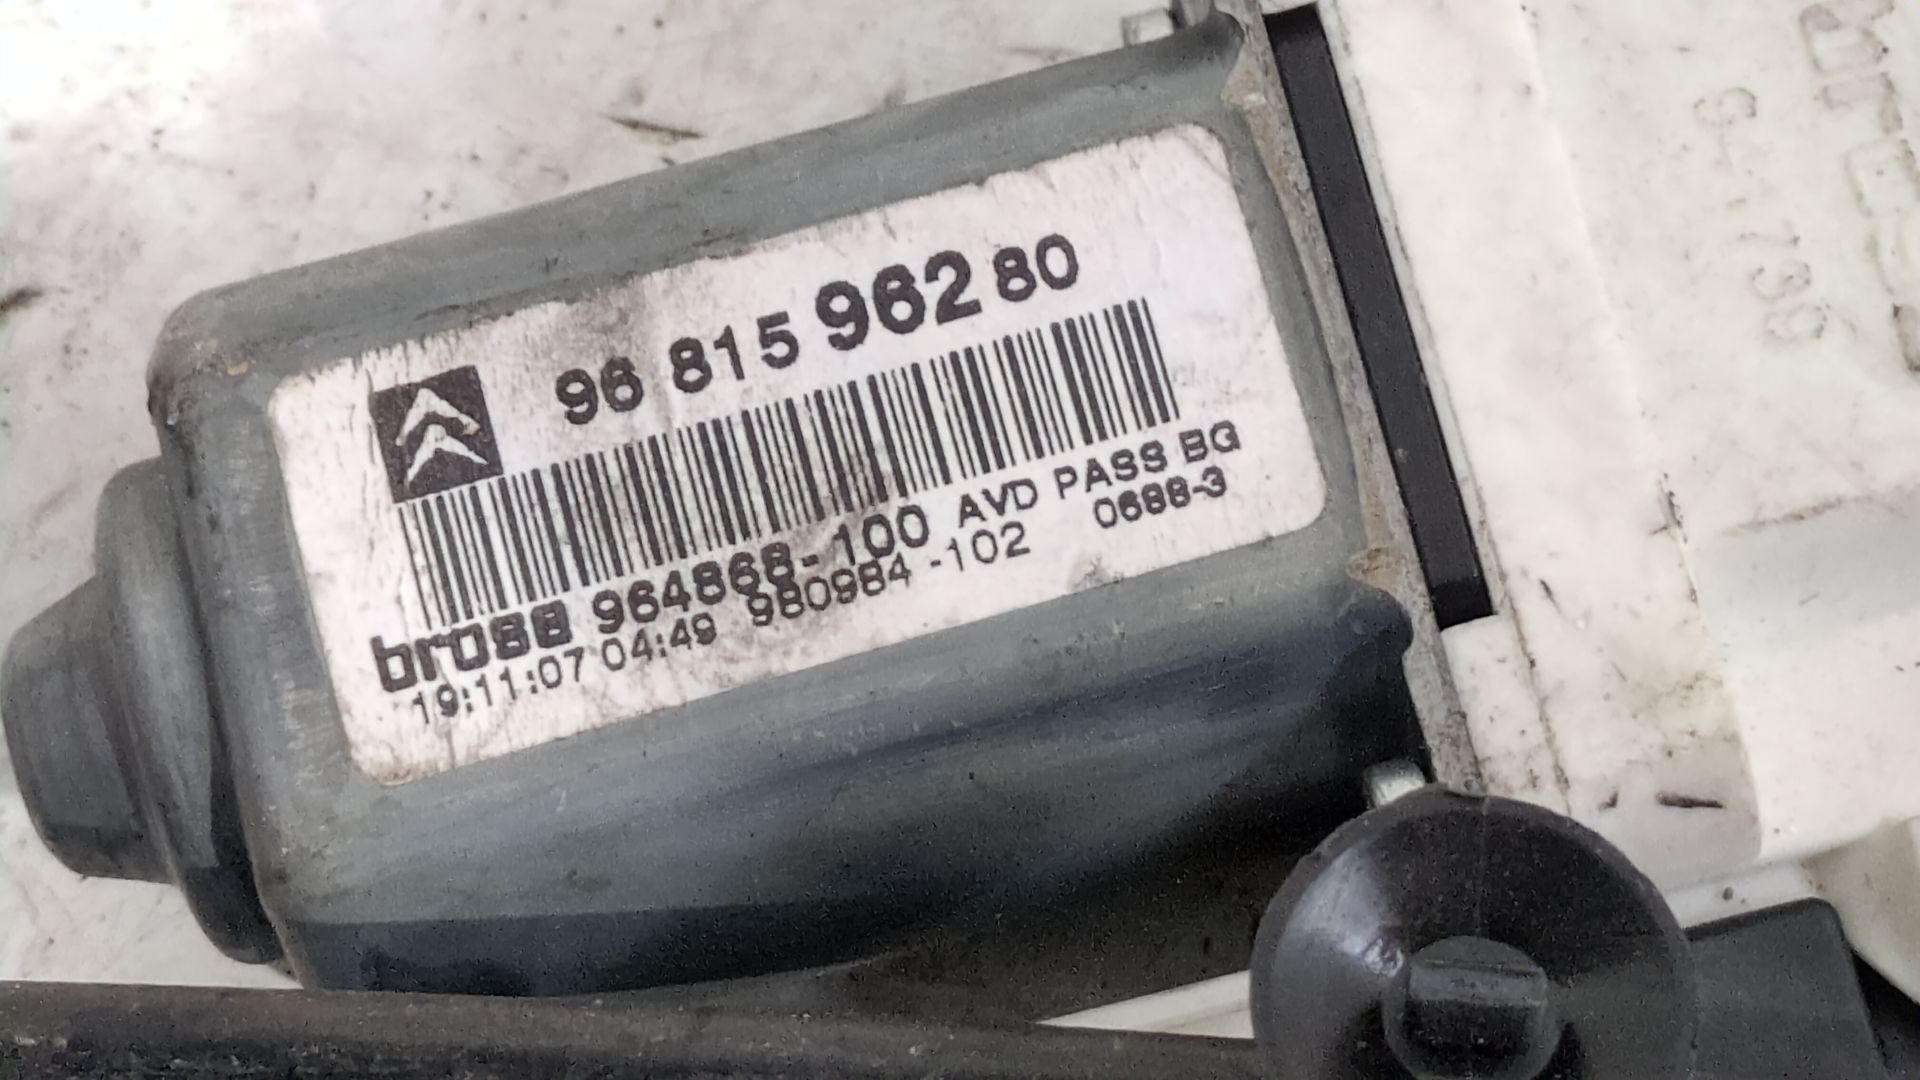 96 815 962 80
AVD PASS BG
brose 964868-100
0688-3
19:11:07 04:49 980984-102